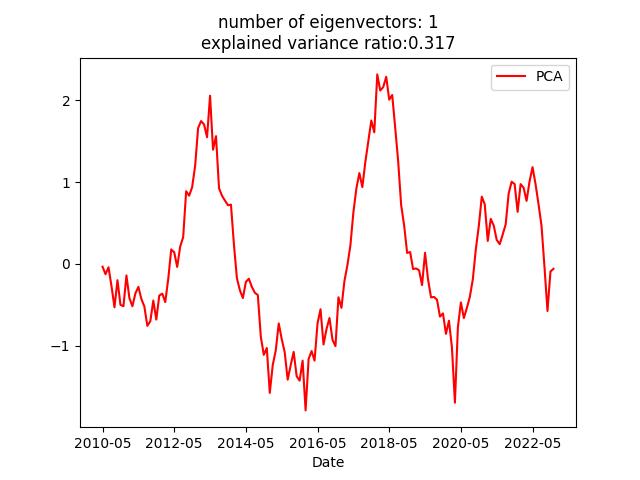 number of eigenvectors: 1
explained variance ratio:0.317
PCA
2
1
0
−1
2010-05 2012-05 2014-05 2016-05 2018-05 2020-05 2022-05
Date